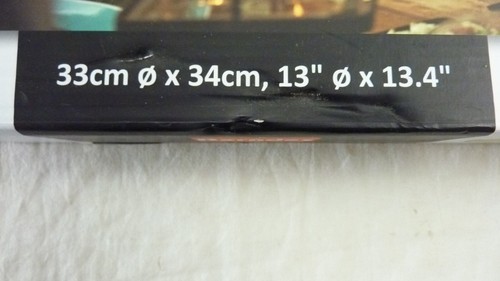 33cm ø x 34cm, 13" ø x 13.4"